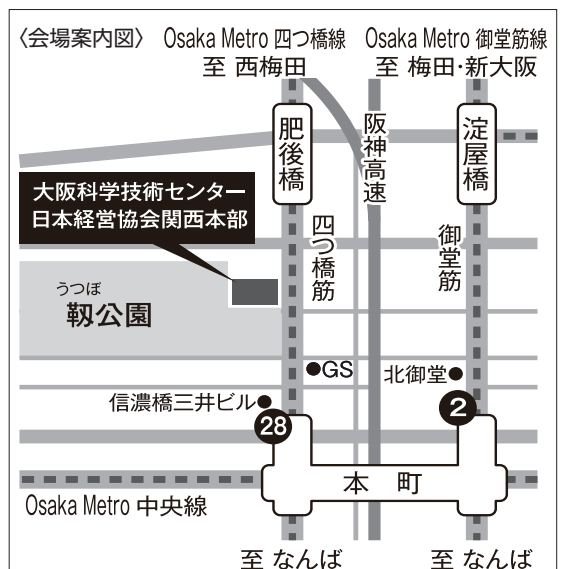 〈会場案内図〉
Osaka Metro 四つ橋線
Osaka Metro 御堂筋線
至 西梅田
至 梅田・新大阪
肥後橋
阪神高速
淀屋橋
大阪科学技術センター
日本経営協会関西本部
四つ橋筋
御堂筋
うつぼ
靱公園
GS
北御堂
信濃橋三井ビル
2
28
本町
Osaka Metro 中央線
至 なんば
至 なんば